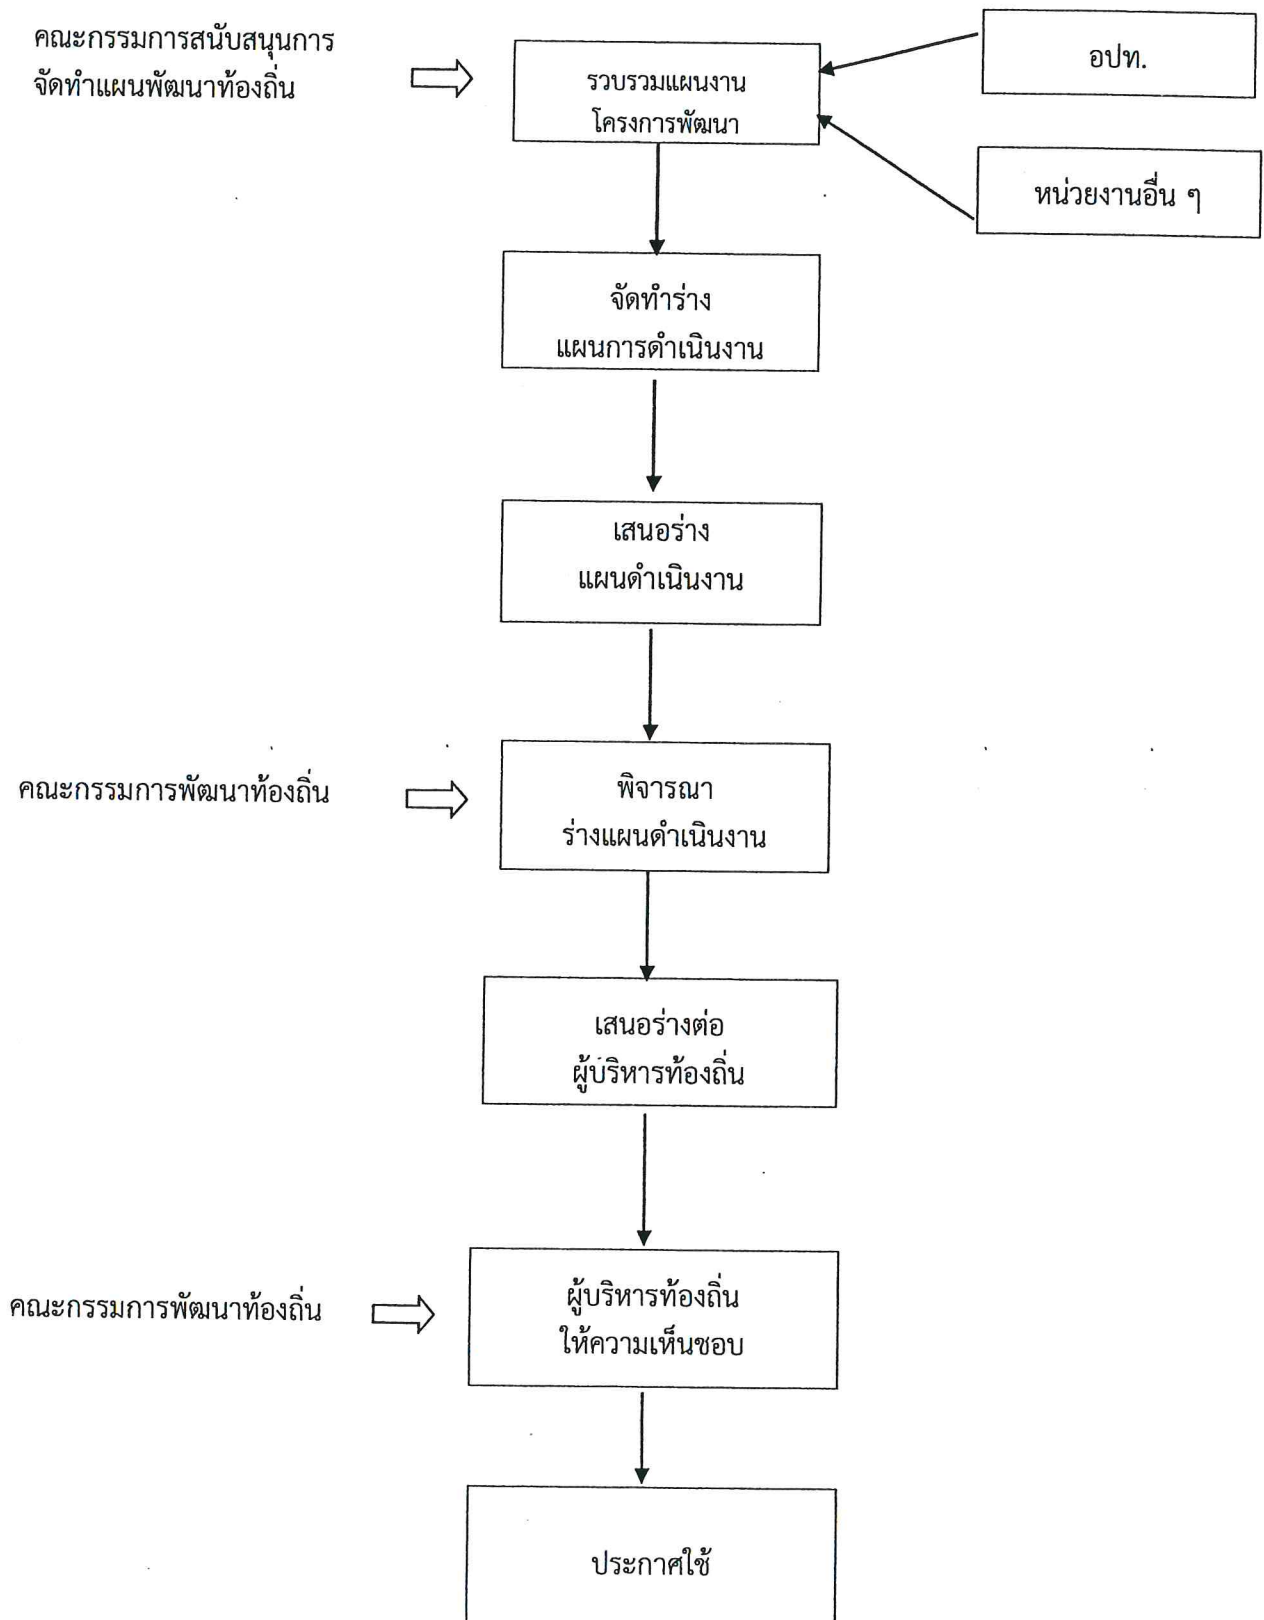 คณะกรรมการสนับสนุนการ
จัดทำแผนพัฒนาท้องถิ่น
รวบรวมแผนงาน
โครงการพัฒนา
อปท.
หน่วยงานอื่น ๆ
จัดทำร่าง
แผนการดำเนินงาน
เสนอร่าง
แผนดำเนินงาน
คณะกรรมการพัฒนาท้องถิ่น
พิจารณา
ร่างแผนดำเนินงาน
เสนอร่างต่อ
ผู้บริหารท้องถิ่น
คณะกรรมการพัฒนาท้องถิ่น
ผู้บริหารท้องถิ่น
ให้ความเห็นชอบ
ประกาศใช้